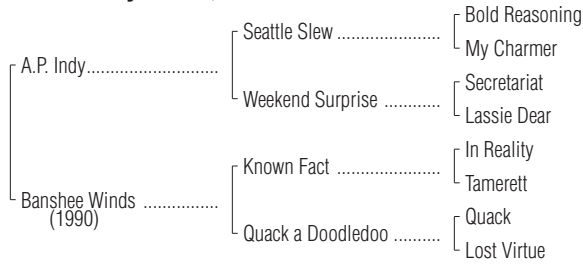 Bold Reasoning
Seattle Slew ....................
My Charmer
A.P. Indy..........................
Secretariat
Weekend Surprise ...........
Lassie Dear
In Reality
Known Fact ....................
Tamerett
Banshee Winds ...............
(1990)
Quack
Quack a Doodledoo .........
Lost Virtue